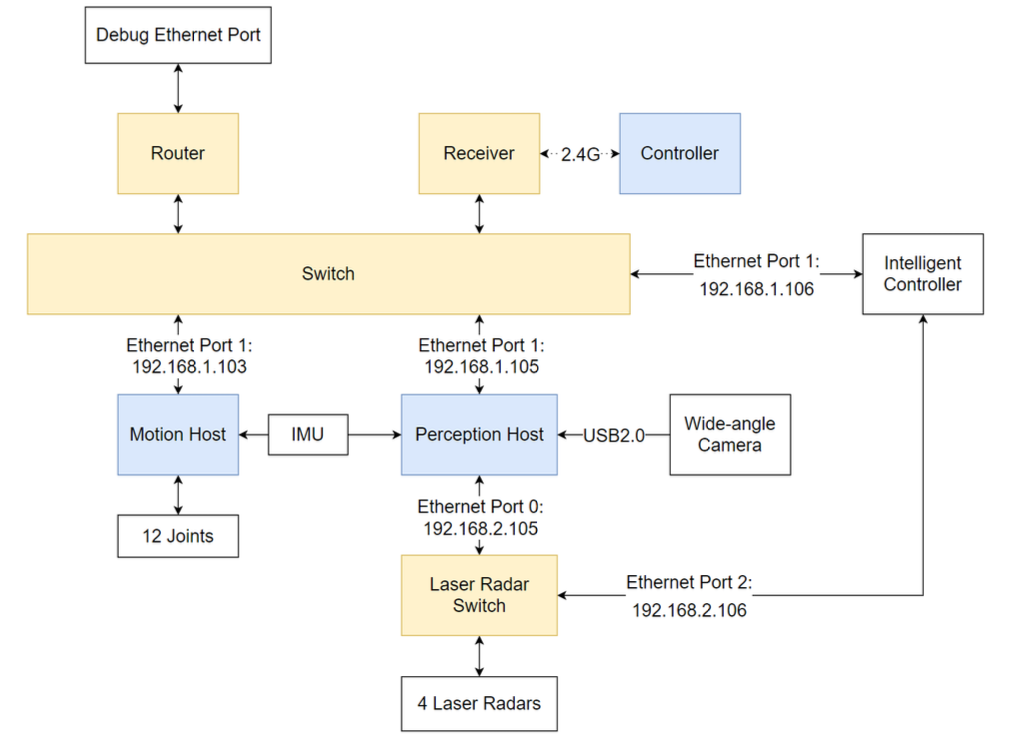 Debug Ethernet Port
Router
Receiver
2.4G
Controller
Switch
Ethernet Port 1:
192.168.1.106
Intelligent
Controller
Ethernet Port 1:
192.168.1.103
Ethernet Port 1:
192.168.1.105
Motion Host
IMU
Perception Host
USB2.0
Wide-angle
Camera
Ethernet Port 0:
192.168.2.105
12 Joints
Laser Radar
Switch
Ethernet Port 2:
192.168.2.106
4 Laser Radars